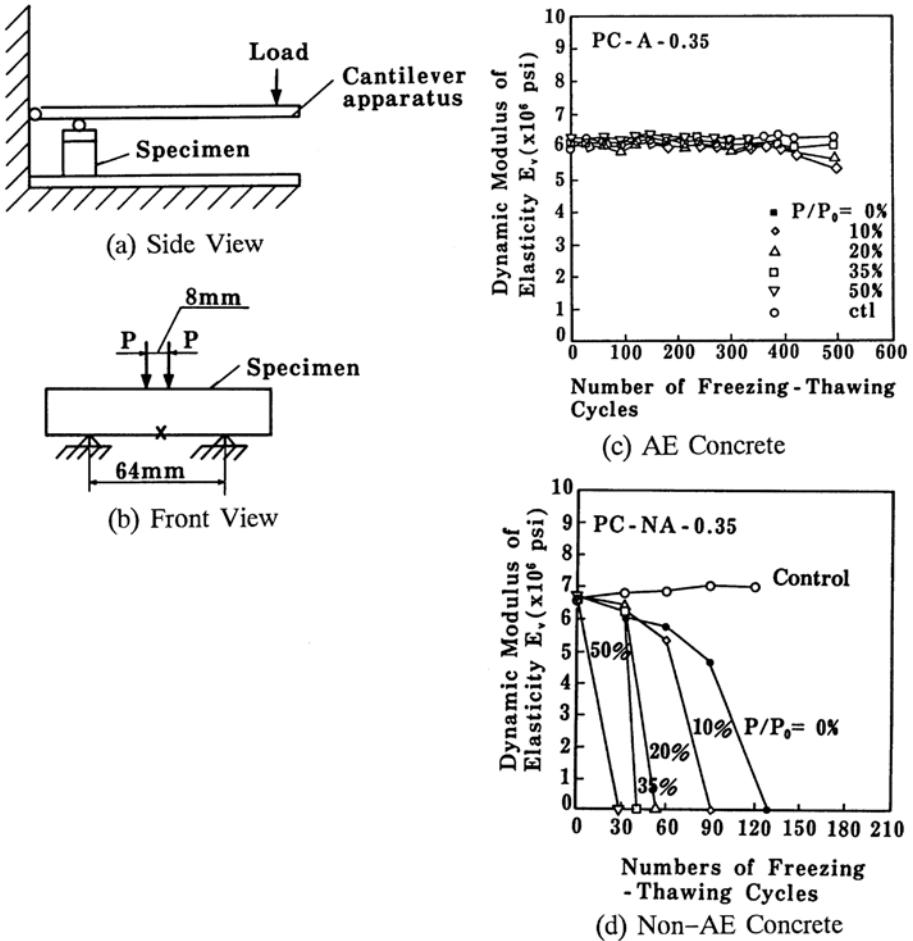 Load
Cantilever
apparatus
Specimen
(a) Side View
8mm
P P
Specimen
64mm
(b) Front View
10
9
8
7
6
5
4
3
2
1
0
Dynamic Modulus of
Elasticity Ev (x10⁶ psi)
PC-A-0.35
P/P₀= 0%
10%
20%
35%
50%
ctl
0 100 200 300 400 500 600
Number of Freezing-Thawing
Cycles
(c) AE Concrete
10
9
8
7
6
5
4
3
2
1
0
Dynamic Modulus of
Elasticity Ev (x10⁶ psi)
PC-NA-0.35
Control
50%
10% P/P₀= 0%
20%
35%
0 30 60 90 120 150 180 210
Numbers of Freezing
-Thawing Cycles
(d) Non-AE Concrete